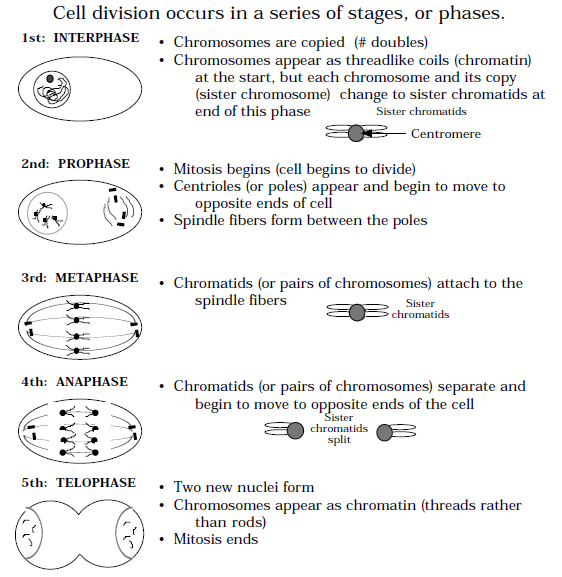 Cell division occurs in a series of stages, or phases.
1st: INTERPHASE
• Chromosomes are copied (# doubles)
• Chromosomes appear as threadlike coils (chromatin)
at the start, but each chromosome and its copy
(sister chromosome) change to sister chromatids at
end of this phase
Sister chromatids
Centromere
2nd: PROPHASE
• Mitosis begins (cell begins to divide)
• Centrioles (or poles) appear and begin to move to
opposite ends of cell
• Spindle fibers form between the poles
3rd: METAPHASE
• Chromatids (or pairs of chromosomes) attach to the
spindle fibers
Sister
chromatids
4th: ANAPHASE
• Chromatids (or pairs of chromosomes) separate and
begin to move to opposite ends of the cell
Sister
chromatids
split
5th: TELOPHASE
• Two new nuclei form
• Chromosomes appear as chromatin (threads rather
than rods)
• Mitosis ends